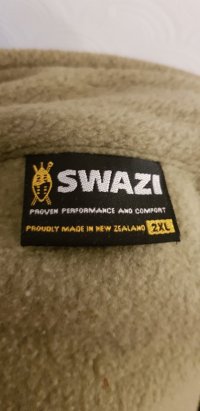 SWAZI
PROVEN PERFORMANCE AND COMFORT
PROUDLY MADE IN NEW ZEALAND 2XL